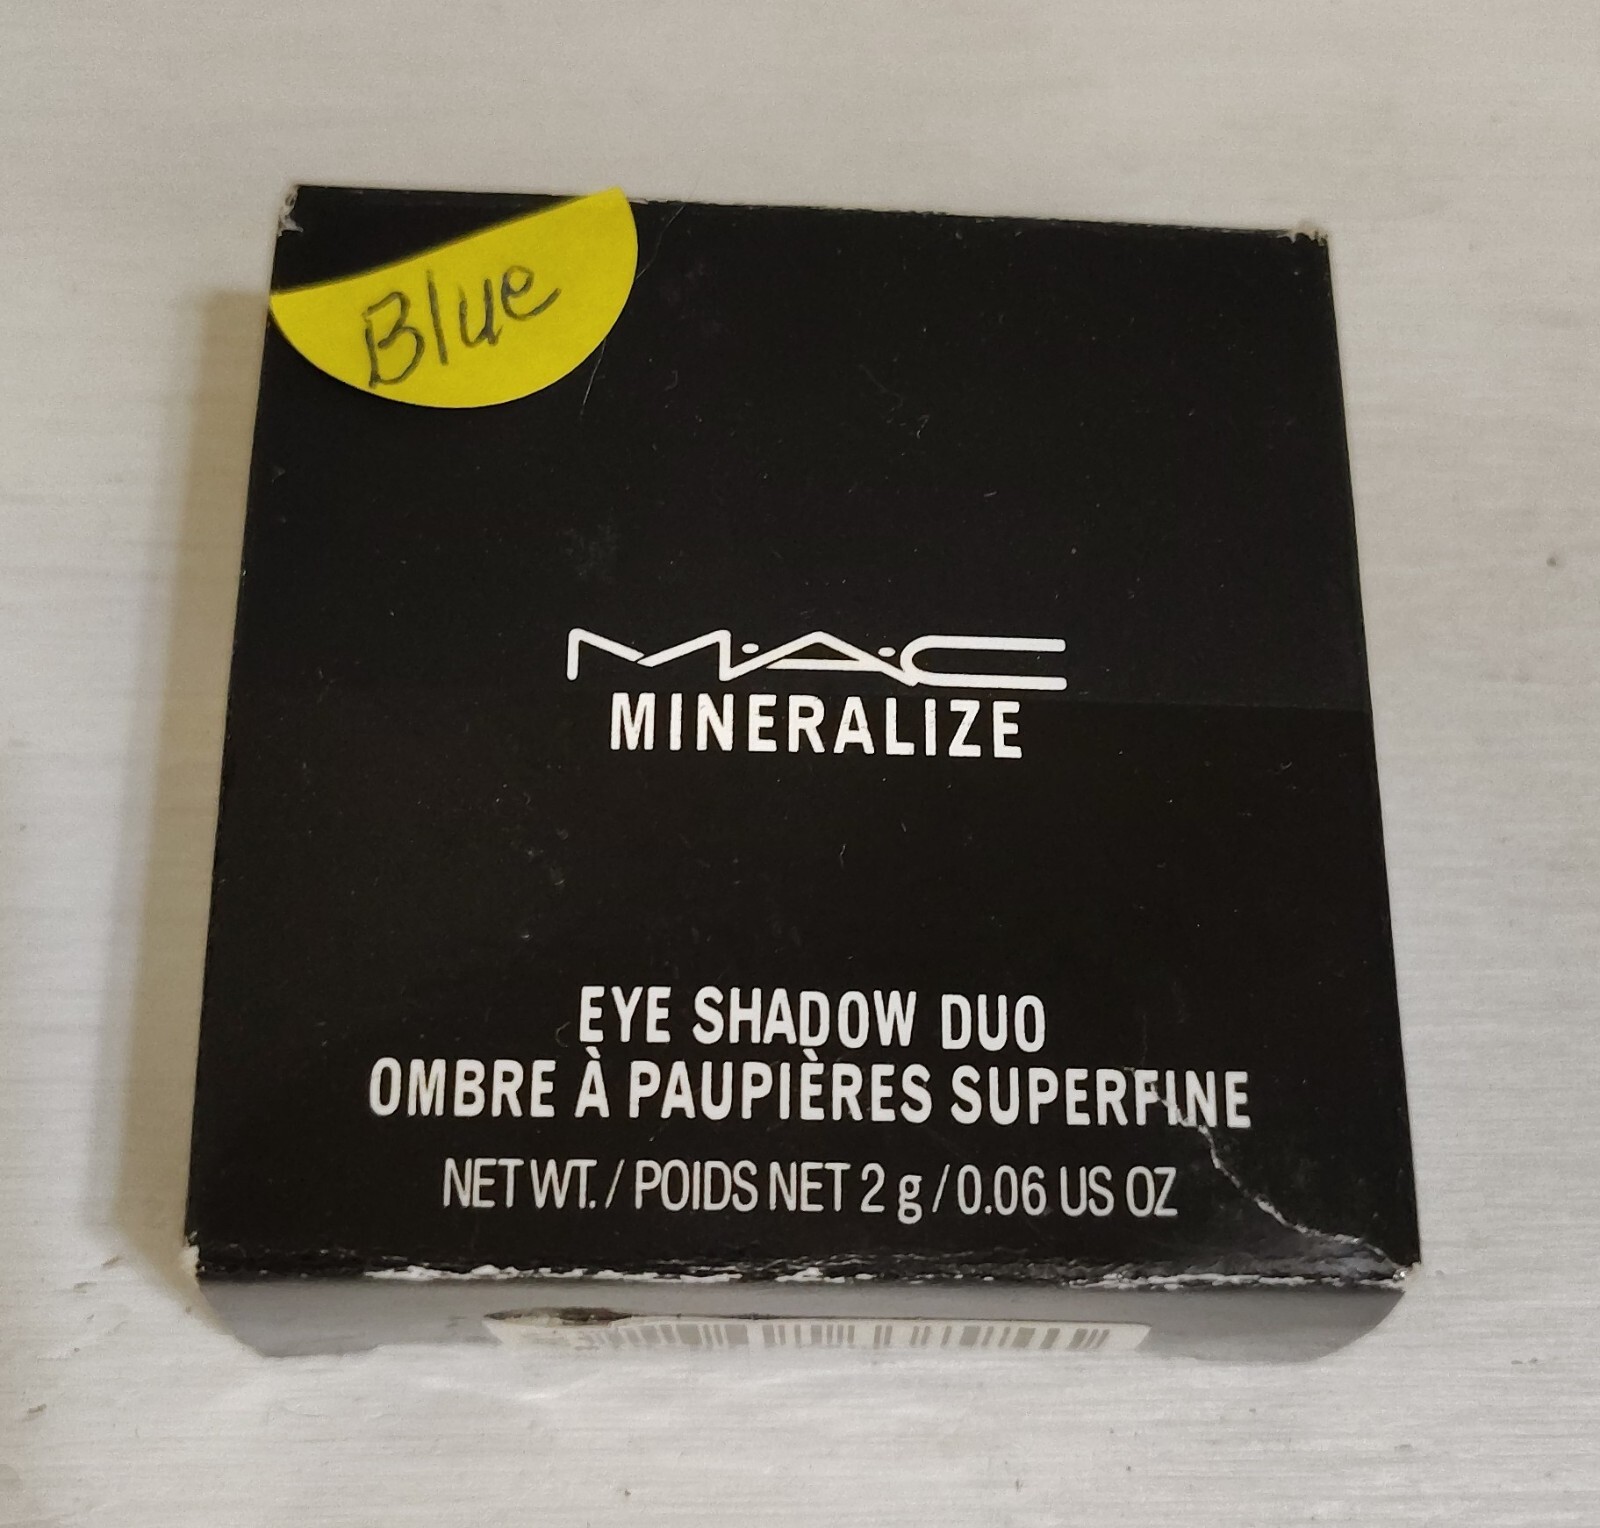 Blue
M·A·C
MINERALIZE
EYE SHADOW DUO
OMBRE À PAUPIÈRES SUPERFINE
NET WT. / POIDS NET 2 g / 0.06 US OZ